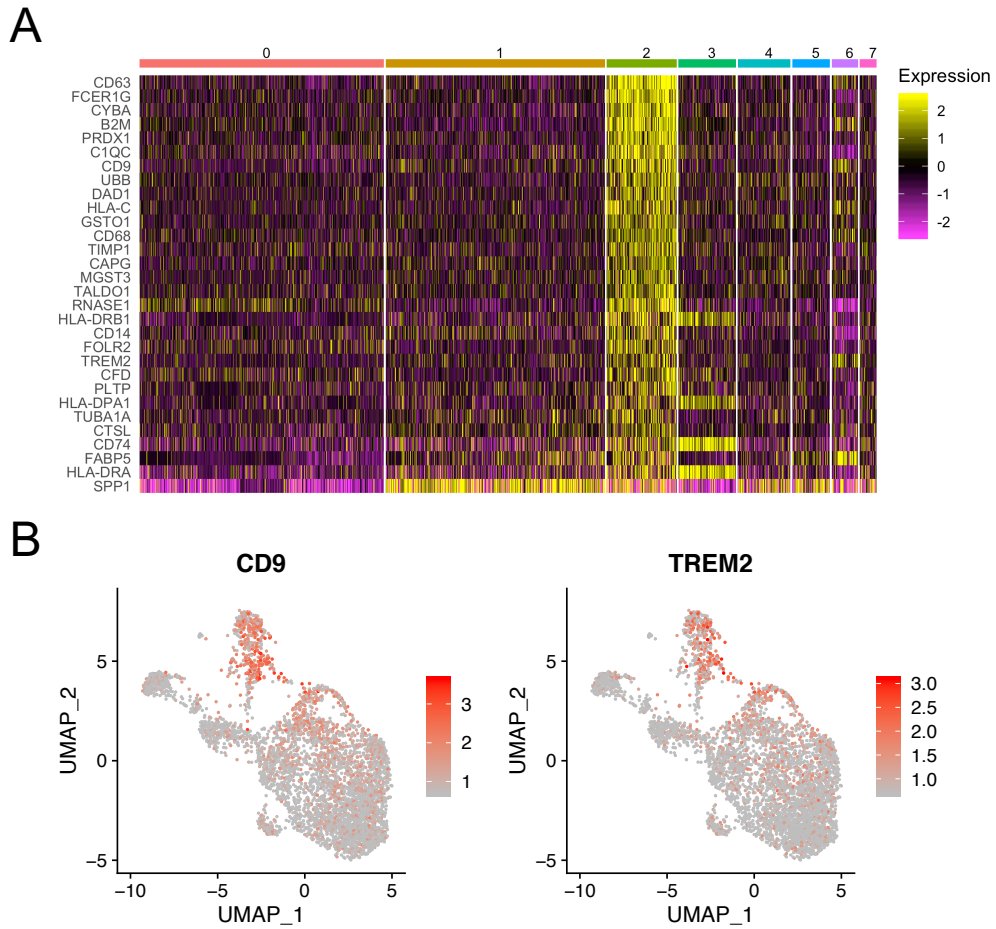 A
0 1 2 3 4 5 6 7
CD63
FCER1G
CYBA
B2M
PRDX1
C1QC
CD9
UBB
DAD1
HLA-C
GSTO1
CD68
TIMP1
CAPG
MGST3
TALDO1
RNASE1
HLA-DRB1
CD14
FOLR2
TREM2
CFD
PLTP
HLA-DPA1
TUBA1A
CTSL
CD74
FABP5
HLA-DRA
SPP1
Expression
2
1
0
-1
-2
B
CD9
UMAP_2
5
0
−5
−10 −5 0 5
UMAP_1
3
2
1
TREM2
UMAP_2
5
0
−5
−10 −5 0 5
UMAP_1
3.0
2.5
2.0
1.5
1.0